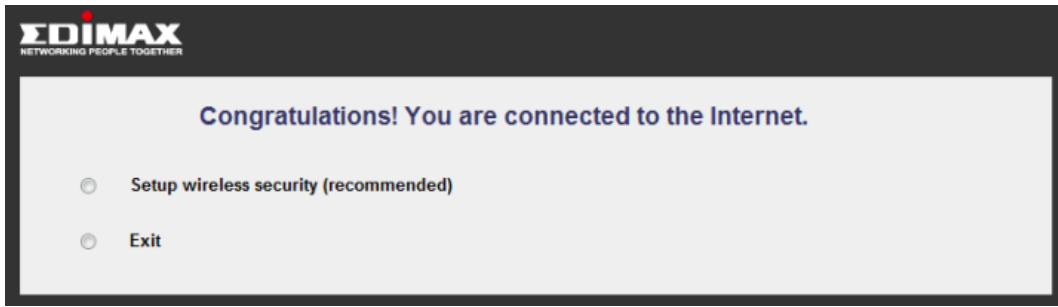 EDIMAX
NETWORKING PEOPLE TOGETHER
Congratulations! You are connected to the Internet.
Setup wireless security (recommended)
Exit